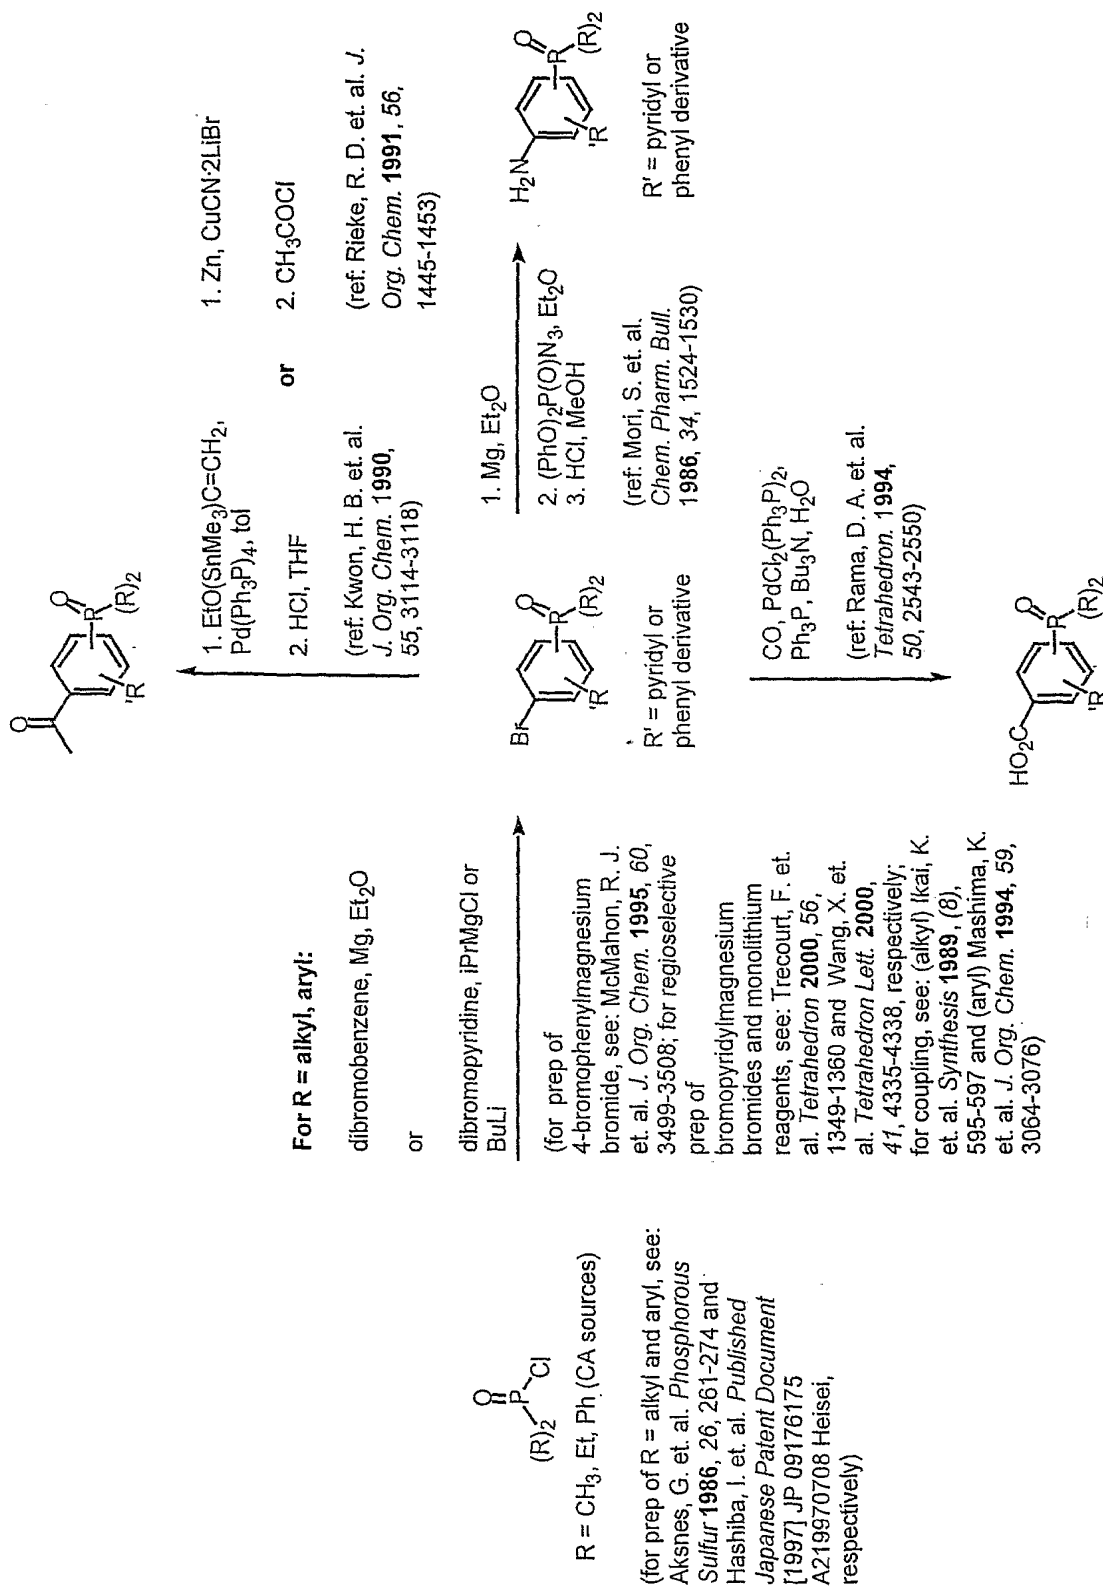 O
P
Cl
(R)₂
R = CH₃, Et, Ph (CA sources)
(for prep of R = alkyl and aryl, see:
Aksnes, G. et. al. Phosphorous
Sulfur 1986, 26, 261-274 and
Hashiba, I. et. al. Published
Japanese Patent Document
[1997] JP 09176175
A219970708 Heisei,
respectively)
For R = alkyl, aryl:
dibromobenzene, Mg, Et₂O
or
dibromopyridine, iPrMgCl or
BuLi
(for prep of
4-bromophenylmagnesium
bromide, see: McMahon, R. J.
et. al. J. Org. Chem. 1995, 60,
3499-3508; for regioselective
prep of
bromopyridylmagnesium
bromides and monolithium
reagents, see: Trecourt, F. et.
al. Tetrahedron 2000, 56,
1349-1360 and Wang, X. et.
al. Tetrahedron Lett. 2000,
41, 4335-4338, respectively;
for coupling, see: (alkyl) Ikai, K.
et. al. Synthesis 1989, (8),
595-597 and (aryl) Mashima, K.
et. al. J. Org. Chem. 1994, 59,
3064-3076)
O
O
P
(R)₂
'R
1. EtO(SnMe₃)C=CH₂,
Pd(Ph₃P)₄, tol
2. HCl, THF
(ref: Kwon, H. B. et. al.
J. Org. Chem. 1990,
55, 3114-3118)
or
1. Zn, CuCN·2LiBr
2. CH₃COCl
(ref: Rieke, R. D. et. al. J.
Org. Chem. 1991, 56,
1445-1453)
Br
O
P
(R)₂
'R
R' = pyridyl or
phenyl derivative
1. Mg, Et₂O
2. (PhO)₂P(O)N₃, Et₂O
3. HCl, MeOH
(ref: Mori, S. et. al.
Chem. Pharm. Bull.
1986, 34, 1524-1530)
H₂N
O
P
(R)₂
'R
R' = pyridyl or
phenyl derivative
CO, PdCl₂(Ph₃P)₂,
Ph₃P, Bu₃N, H₂O
(ref: Rama, D. A. et. al.
Tetrahedron. 1994,
50, 2543-2550)
HO₂C
O
P
(R)₂
'R